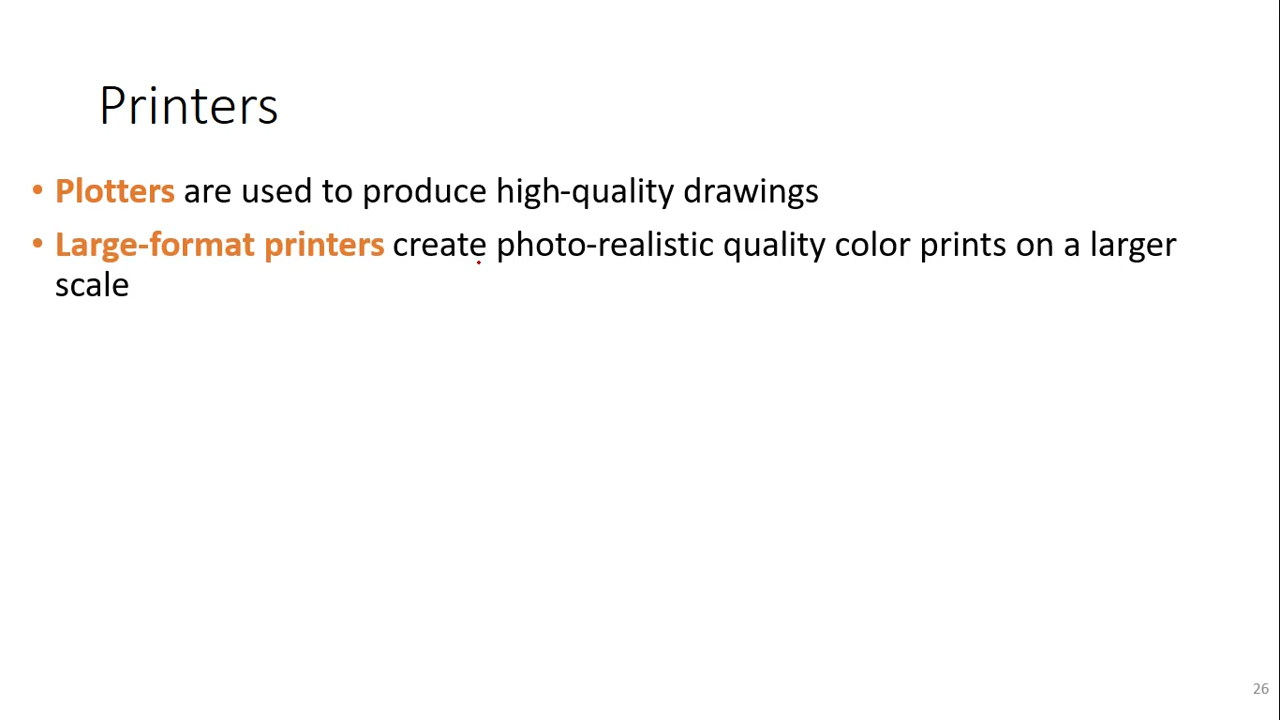 Printers
• Plotters are used to produce high-quality drawings
• Large-format printers create photo-realistic quality color prints on a larger
scale
26